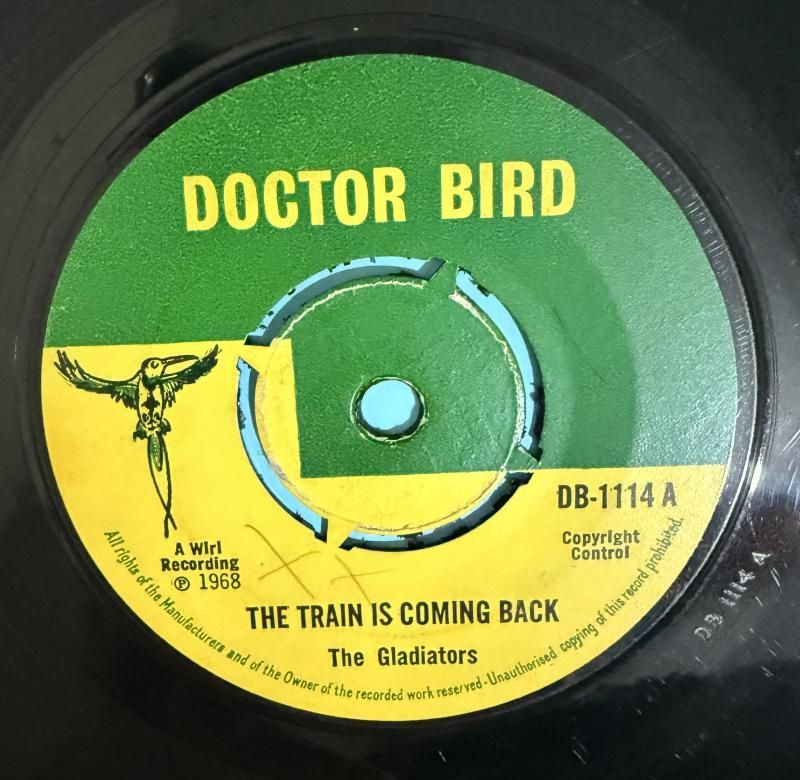 DOCTOR BIRD
DB-1114 A
Copyright
Control
A Wirl
Recording
℗ 1968
XX
THE TRAIN IS COMING BACK
The Gladiators
All rights of the Manufacturers and of the Owner of the recorded work reserved-Unauthorised copying of this record prohibited.
DB 1114 A